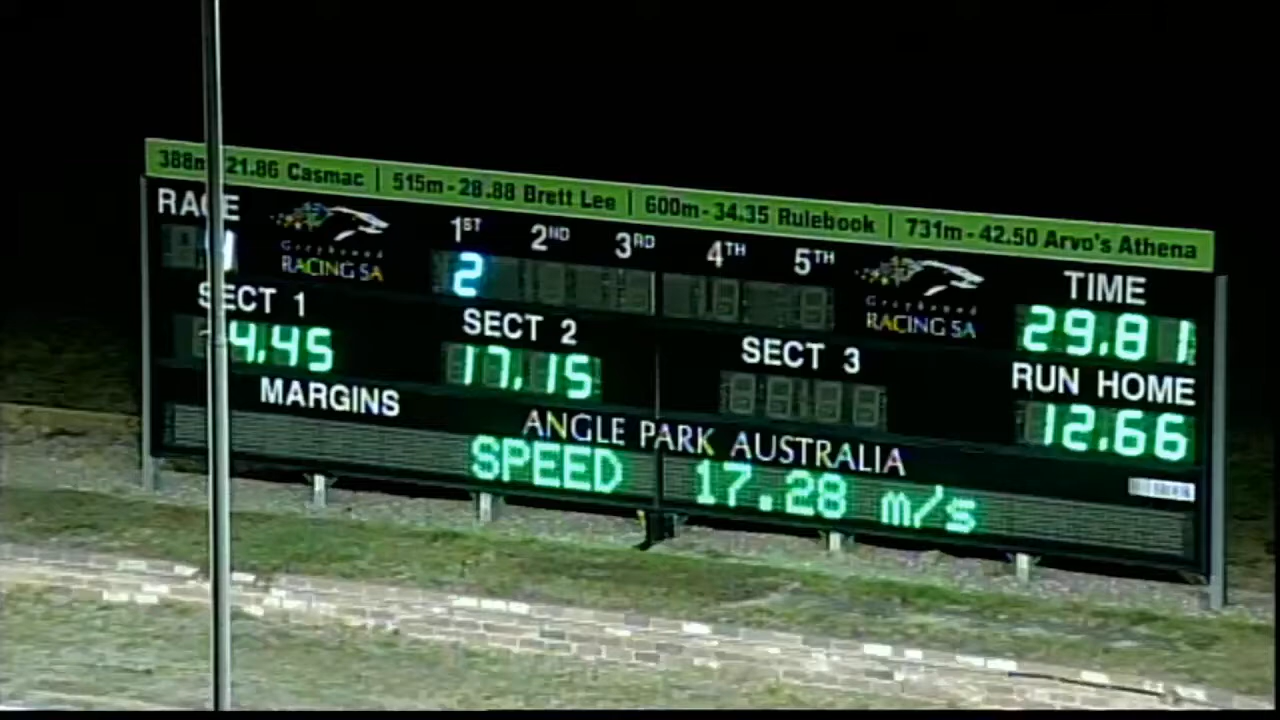 388m-21.86 Casmac | 515m-28.88 Brett Lee | 600m-34.35 Rulebook | 731m-42.50 Arvo's Athena
RACE 1ST 2ND 3RD 4TH 5TH TIME
Greyhound RACING SA
2
Greyhound RACING SA
29.81
SECT 1 SECT 2 SECT 3 RUN HOME
4.45 17.15 12.66
MARGINS ANGLE PARK AUSTRALIA
SPEED 17.28 m/s